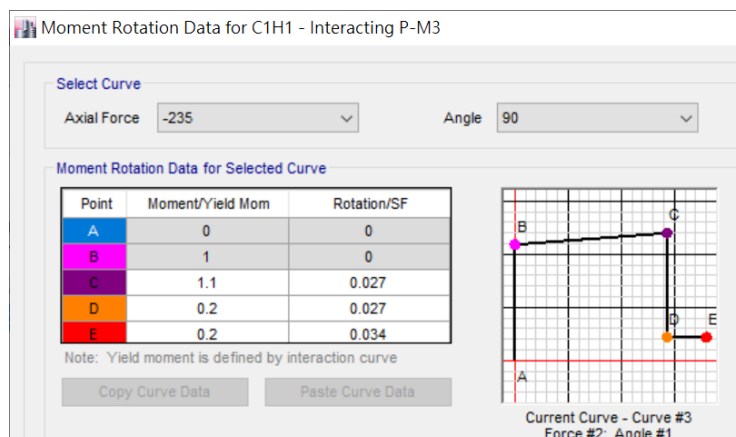 Moment Rotation Data for C1H1 - Interacting P-M3
Select Curve
Axial Force -235 Angle 90
Moment Rotation Data for Selected Curve
Point Moment/Yield Mom Rotation/SF
A 0 0
B 1 0
C 1.1 0.027
D 0.2 0.027
E 0.2 0.034
Note: Yield moment is defined by interaction curve
Copy Curve Data Paste Curve Data
B
C
D
E
A
Current Curve - Curve #3
Force #2; Angle #1